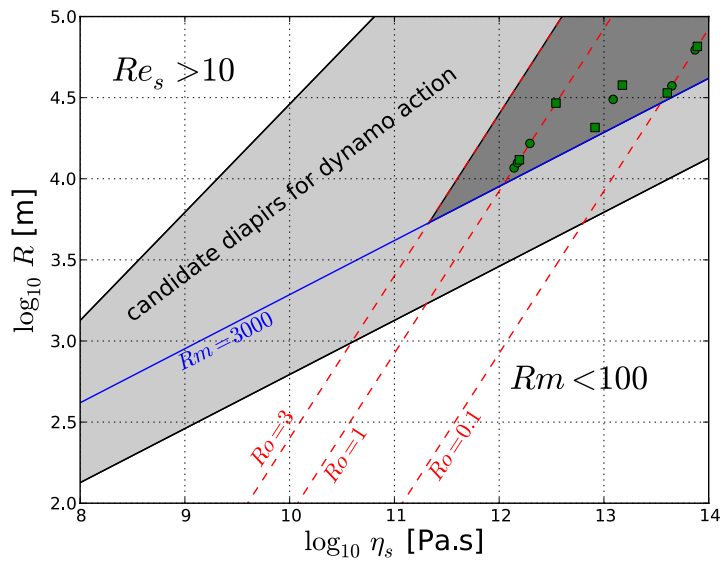 5.0
4.5
4.0
3.5
3.0
2.5
2.0
log₁₀ R [m]
Re_s >10
candidate diapirs for dynamo action
Rm=3000
Rm <100
Ro=3
Ro=1
Ro=0.1
8 9 10 11 12 13 14
log₁₀ η_s [Pa.s]